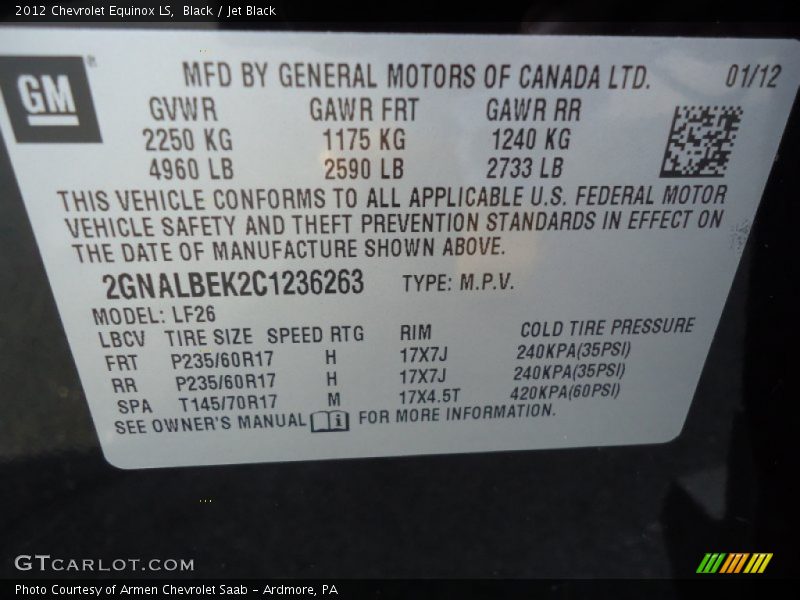 2012 Chevrolet Equinox LS, Black / Jet Black
GM
®
MFD BY GENERAL MOTORS OF CANADA LTD. 01/12
GVWR GAWR FRT GAWR RR
2250 KG 1175 KG 1240 KG
4960 LB 2590 LB 2733 LB
THIS VEHICLE CONFORMS TO ALL APPLICABLE U.S. FEDERAL MOTOR
VEHICLE SAFETY AND THEFT PREVENTION STANDARDS IN EFFECT ON
THE DATE OF MANUFACTURE SHOWN ABOVE.
2GNALBEK2C1236263 TYPE: M.P.V.
MODEL: LF26
LBCV TIRE SIZE SPEED RTG RIM COLD TIRE PRESSURE
FRT P235/60R17 H 17X7J 240KPA(35PSI)
RR P235/60R17 H 17X7J 240KPA(35PSI)
SPA T145/70R17 M 17X4.5T 420KPA(60PSI)
SEE OWNER'S MANUAL i FOR MORE INFORMATION.
GTCARLOT.COM
Photo Courtesy of Armen Chevrolet Saab - Ardmore, PA